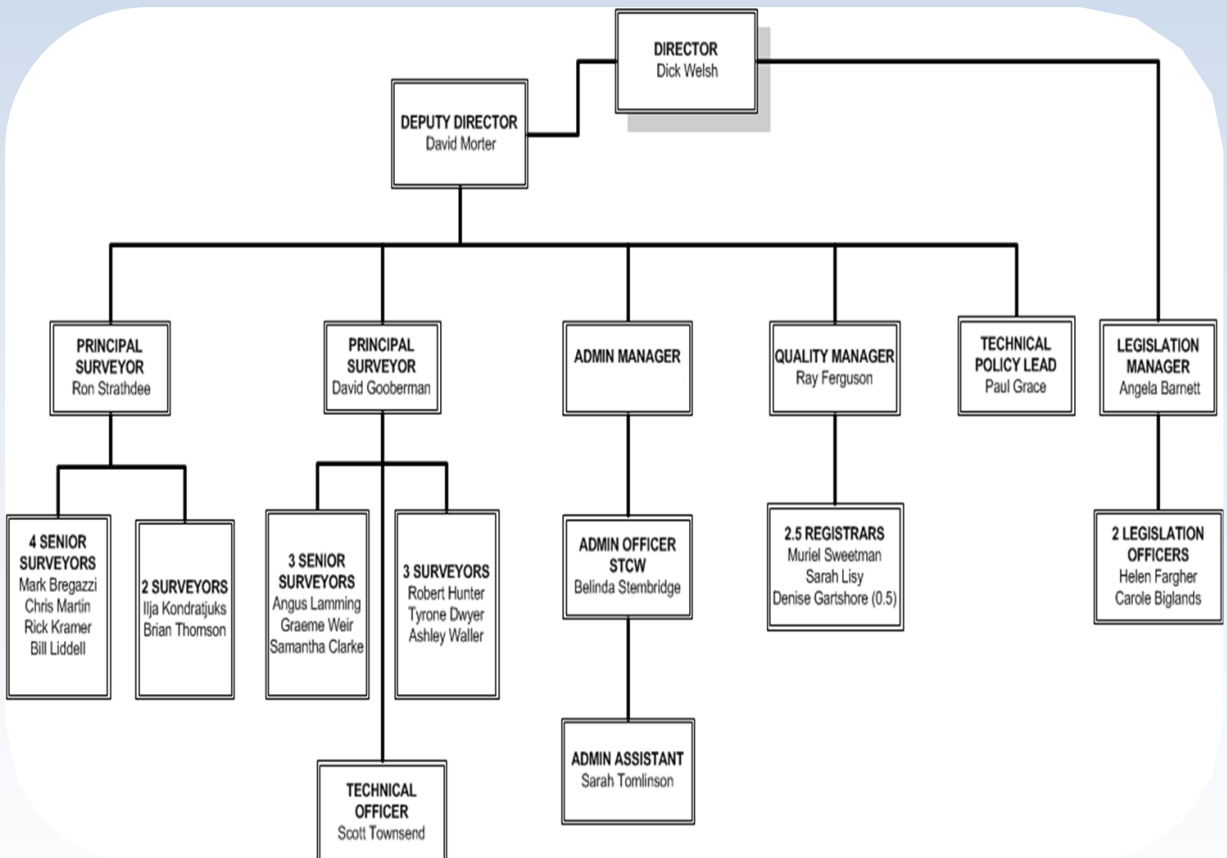 DIRECTOR
Dick Welsh
DEPUTY DIRECTOR
David Morter
PRINCIPAL
SURVEYOR
Ron Strathdee
PRINCIPAL
SURVEYOR
David Gooberman
ADMIN MANAGER
QUALITY MANAGER
Ray Ferguson
TECHNICAL
POLICY LEAD
Paul Grace
LEGISLATION
MANAGER
Angela Barnett
4 SENIOR
SURVEYORS
Mark Bregazzi
Chris Martin
Rick Kramer
Bill Liddell
2 SURVEYORS
Ilja Kondratjuks
Brian Thomson
3 SENIOR
SURVEYORS
Angus Lamming
Graeme Weir
Samantha Clarke
3 SURVEYORS
Robert Hunter
Tyrone Dwyer
Ashley Waller
ADMIN OFFICER
STCW
Belinda Stembridge
2.5 REGISTRARS
Muriel Sweetman
Sarah Lisy
Denise Gartshore (0.5)
2 LEGISLATION
OFFICERS
Helen Fargher
Carole Biglands
TECHNICAL
OFFICER
Scott Townsend
ADMIN ASSISTANT
Sarah Tomlinson